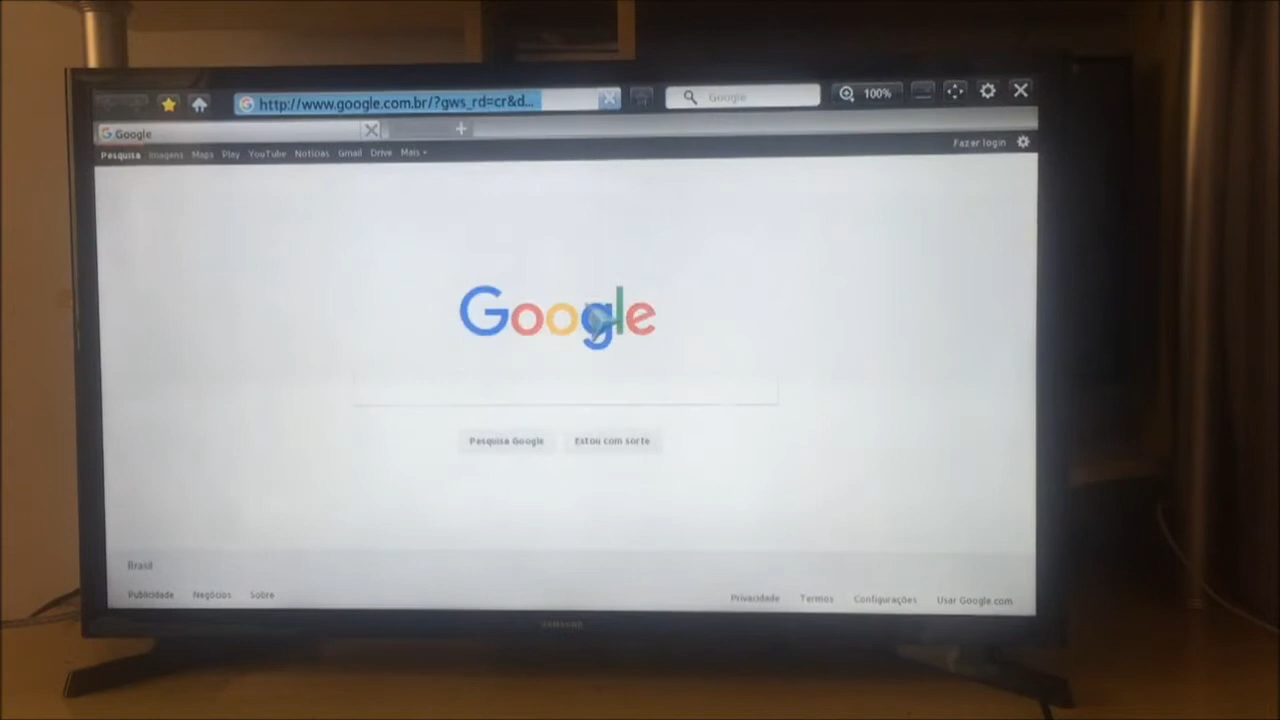 http://www.google.com.br/?gws_rd=cr&d...
Google
100%
Google
Pesquisa Imagens Maps Play YouTube Notícias Gmail Drive Mais
Fazer login
Google
Pesquisa Google
Estou com sorte
Brasil
Publicidade Negócios Sobre
Privacidade Termos Configurações Usar Google.com
SAMSUNG